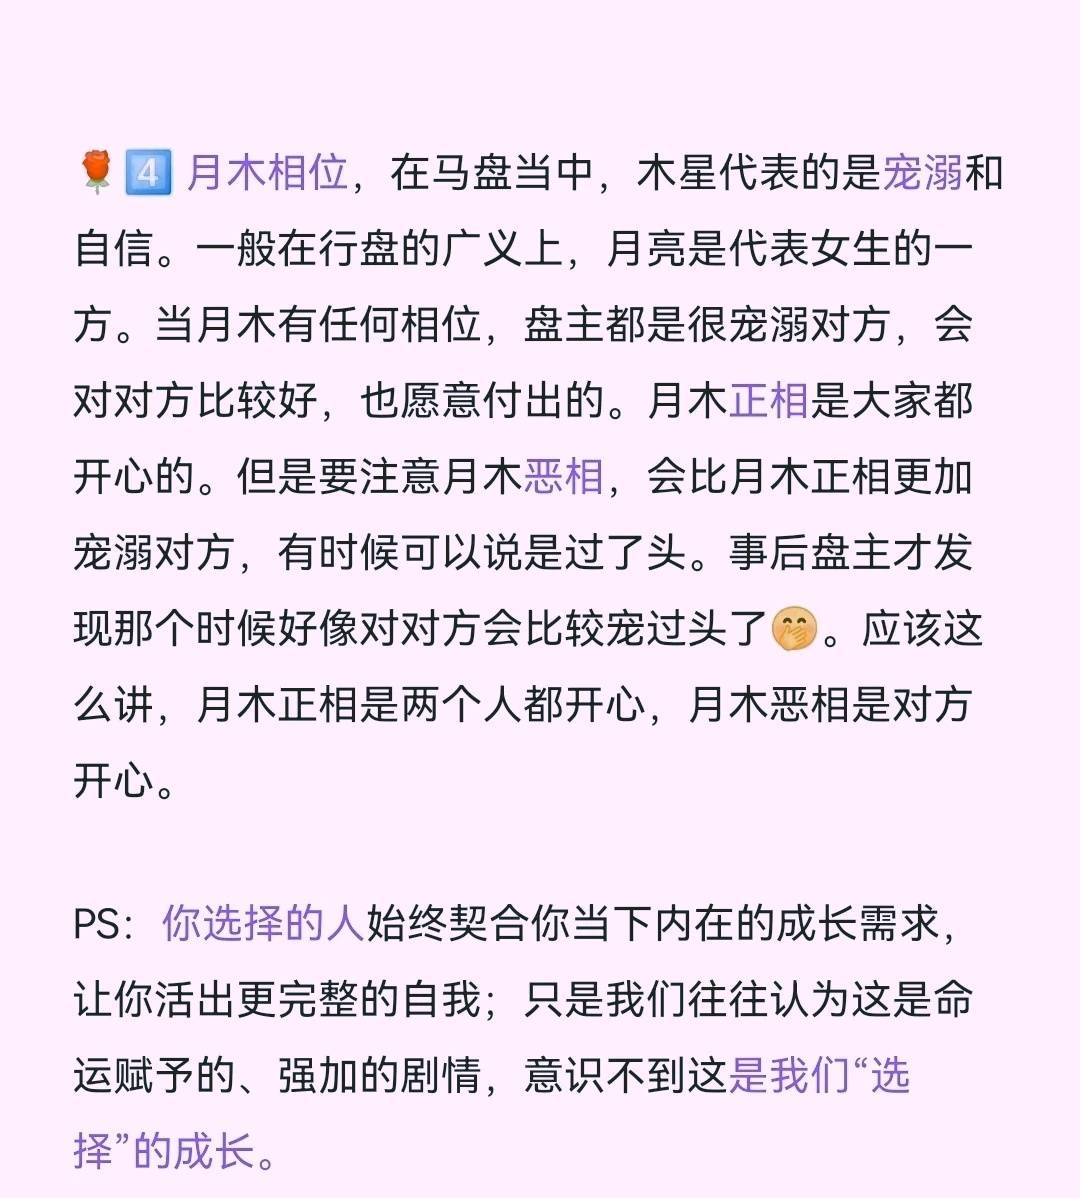 🌹4️⃣ 月木相位，在马盘当中，木星代表的是宠溺和
自信。一般在行盘的广义上，月亮是代表女生的一
方。当月木有任何相位，盘主都是很宠溺对方，会
对对方比较好，也愿意付出的。月木正相是大家都
开心的。但是要注意月木恶相，会比月木正相更加
宠溺对方，有时候可以说是过了头。事后盘主才发
现那个时候好像对对方会比较宠过头了🤭。应该这
么讲，月木正相是两个人都开心，月木恶相是对方
开心。
PS：你选择的人始终契合你当下内在的成长需求，
让你活出更完整的自我；只是我们往往认为这是命
运赋予的、强加的剧情，意识不到这是我们“选
择”的成长。